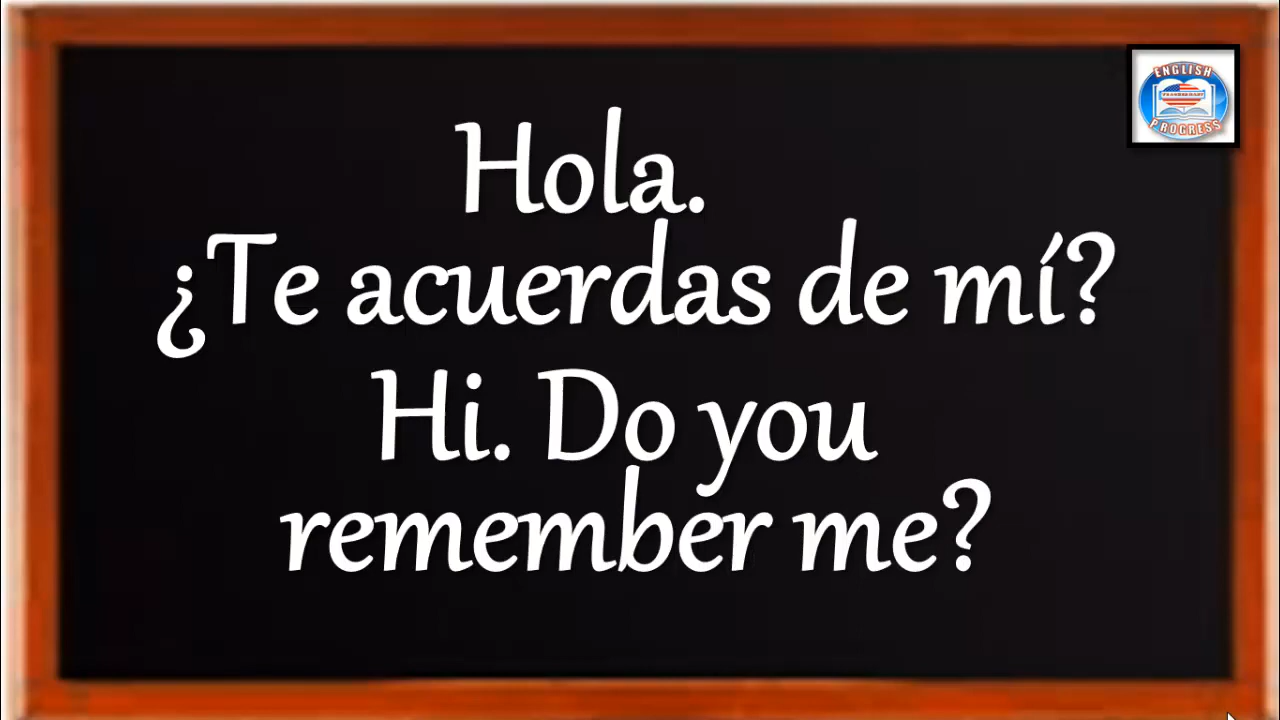 Hola.
¿Te acuerdas de mí?
Hi. Do you
remember me?
ENGLISH
PROGRESS